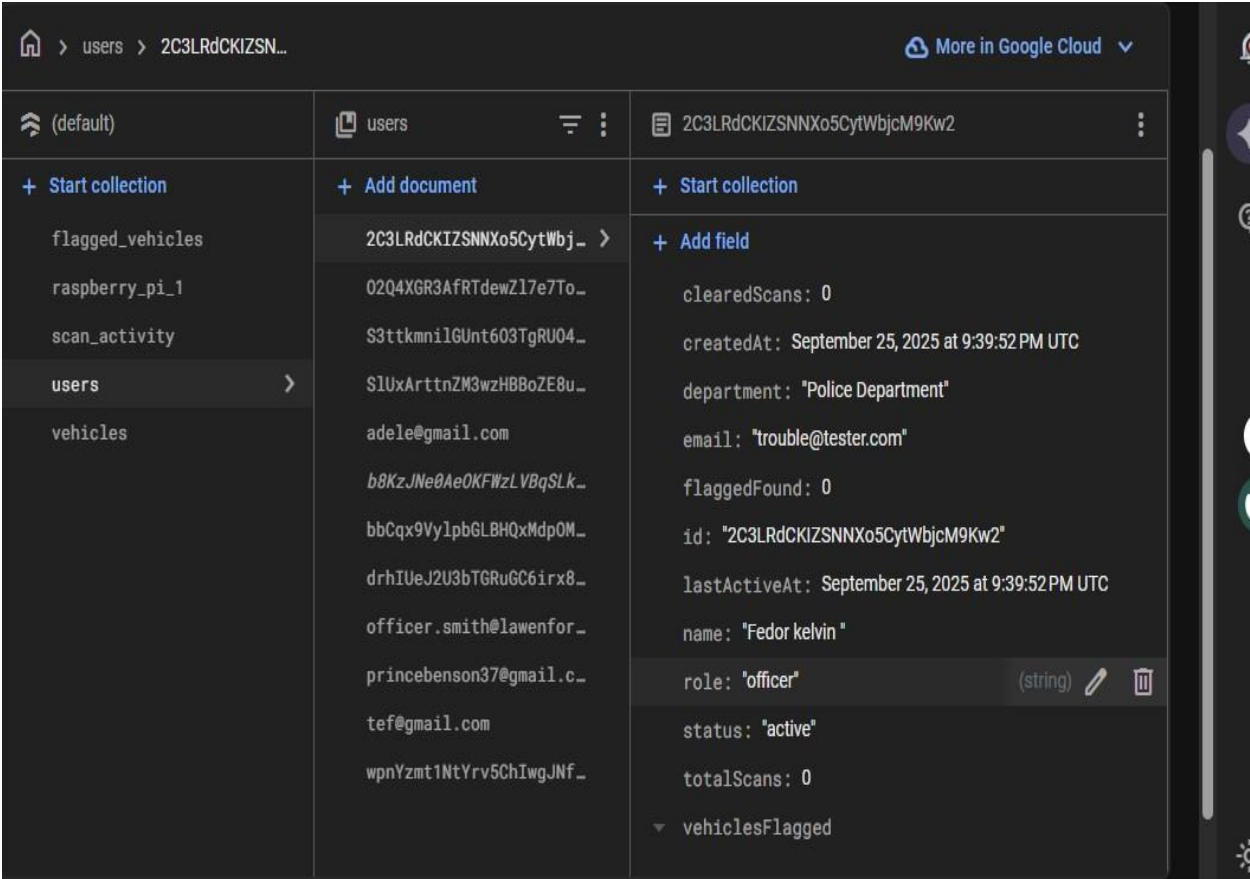 users 2C3LRdCKIZSN…
More in Google Cloud
(default)
Start collection
flagged_vehicles
raspberry_pi_1
scan_activity
users
vehicles
users
Add document
2C3LRdCKIZSNNXo5CytWbj…
O2Q4XGR3AfRTdewZl7e7To…
S3ttkmnilGUnt6O3TgRUO4…
SlUxArttnZM3wzHBBoZE8u…
adele@gmail.com
b8KzJNe0AeOKFWzLVBqSLk…
bbCqx9VylpbGLBHQxMdpOM…
drhIUeJ2U3bTGRuGC6irx8…
officer.smith@lawenfor…
princebenson37@gmail.c…
tef@gmail.com
wpnYzmt1NtYrv5ChIwgJNf…
2C3LRdCKIZSNNXo5CytWbjcM9Kw2
Start collection
Add field
clearedScans: 0
createdAt: September 25, 2025 at 9:39:52 PM UTC
department: "Police Department"
email: "trouble@tester.com"
flaggedFound: 0
id: "2C3LRdCKIZSNNXo5CytWbjcM9Kw2"
lastActiveAt: September 25, 2025 at 9:39:52 PM UTC
name: "Fedor kelvin "
role: "officer" (string)
status: "active"
totalScans: 0
vehiclesFlagged